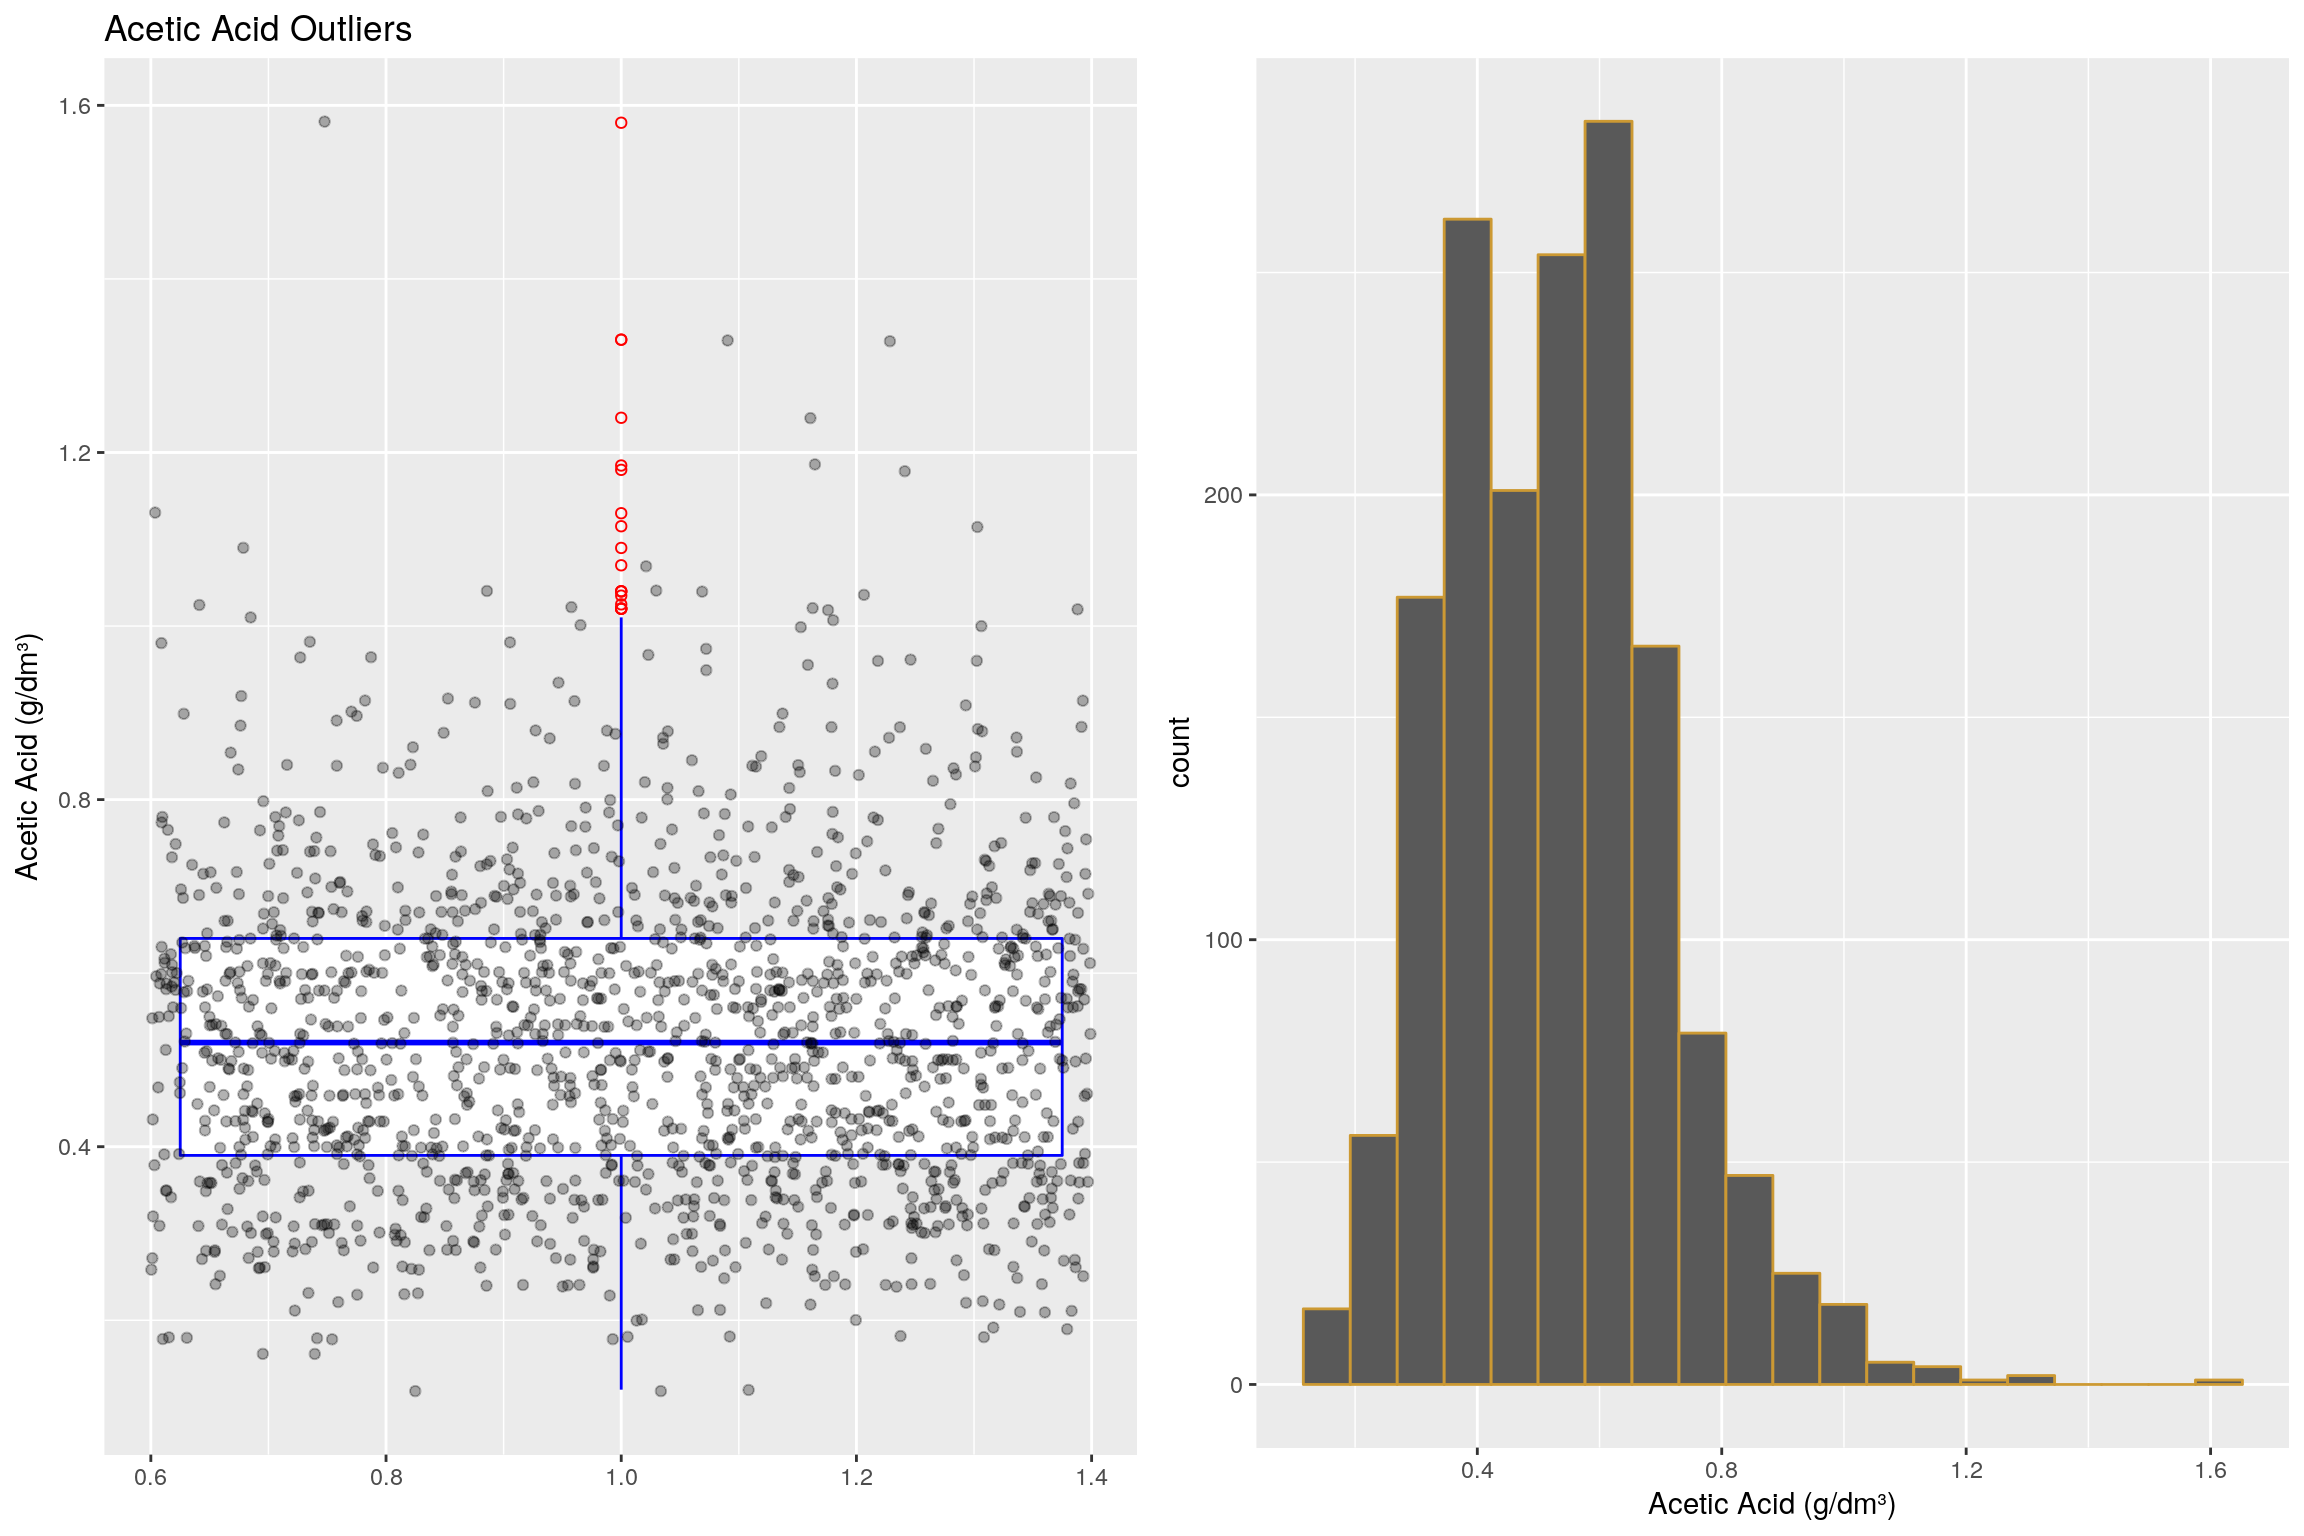 Acetic Acid Outliers
Acetic Acid (g/dm³)
1.6
1.2
0.8
0.4
0.6 0.8 1.0 1.2 1.4
count
200
100
0
0.4 0.8 1.2 1.6
Acetic Acid (g/dm³)